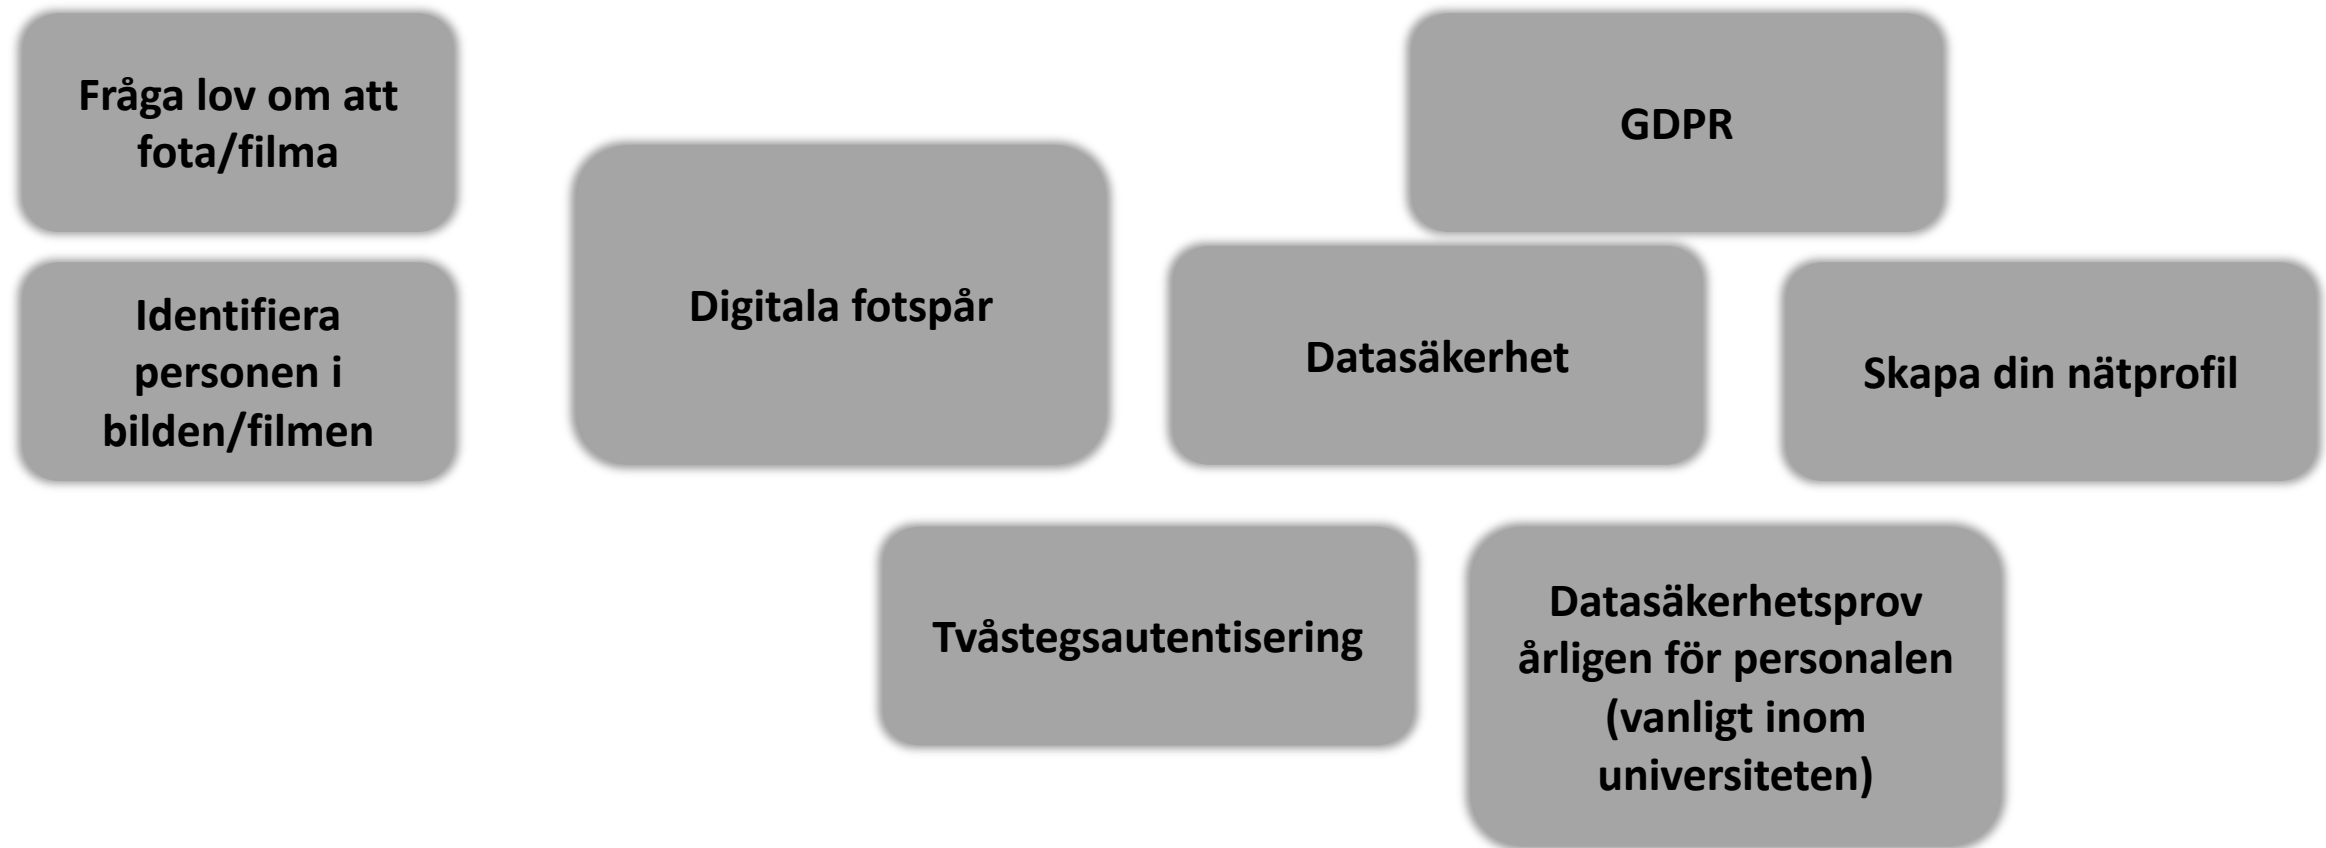 Fråga lov om att
fota/filma
Identifiera
personen i
bilden/filmen
Digitala fotspår
GDPR
Datasäkerhet
Skapa din nätprofil
Tvåstegsautentisering
Datasäkerhetsprov
årligen för personalen
(vanligt inom
universiteten)